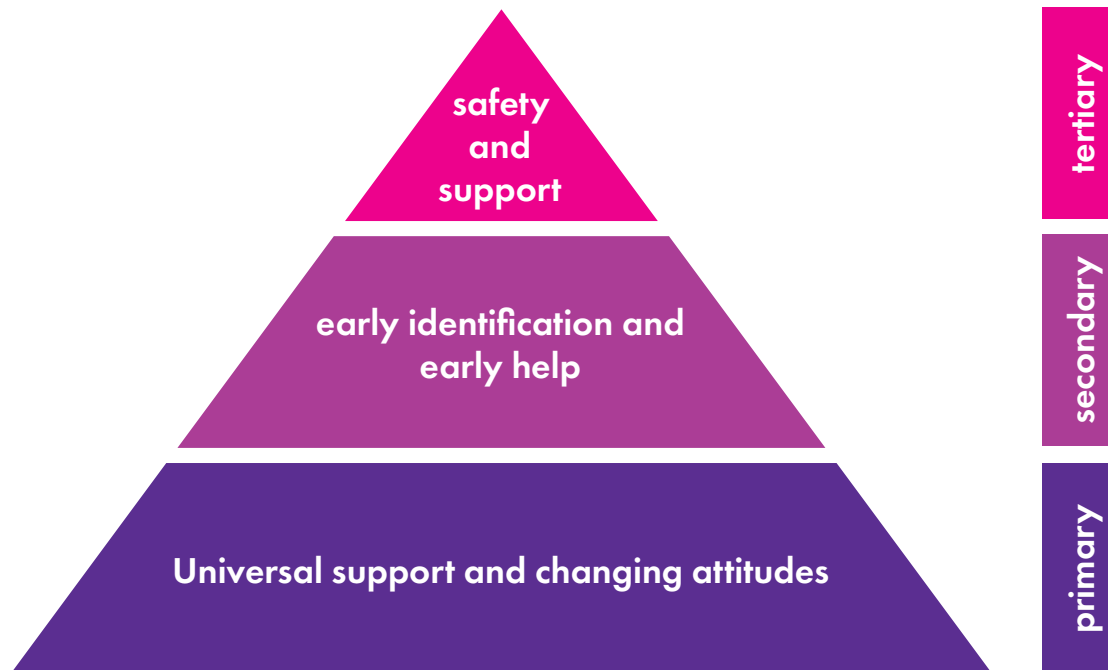 safety
and
support
tertiary
early identification and
early help
secondary
Universal support and changing attitudes
primary